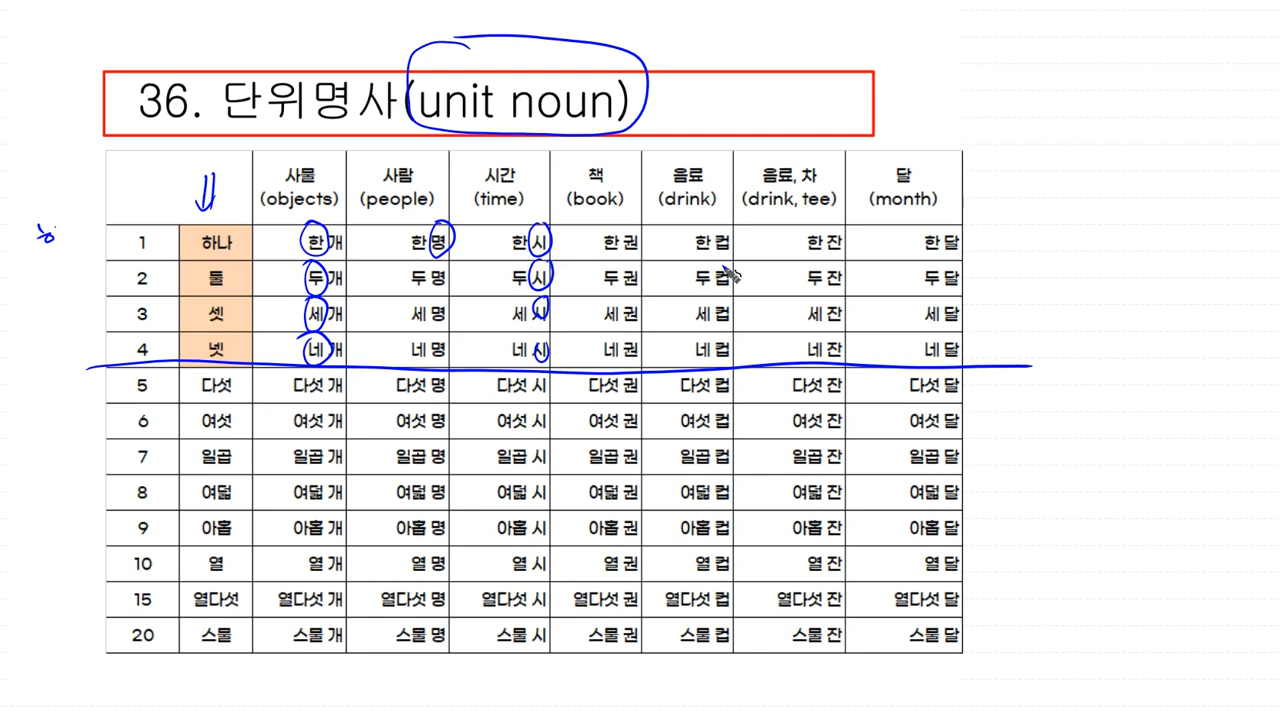 36. 단위명사(unit noun)
사물 사람 시간 책 음료 음료, 차 달
(objects) (people) (time) (book) (drink) (drink, tee) (month)
1 하나 한 개 한 명 한 시 한 권 한 컵 한 잔 한 달
2 둘 두 개 두 명 두 시 두 권 두 컵 두 잔 두 달
3 셋 세 개 세 명 세 시 세 권 세 컵 세 잔 세 달
4 넷 네 개 네 명 네 시 네 권 네 컵 네 잔 네 달
5 다섯 다섯 개 다섯 명 다섯 시 다섯 권 다섯 컵 다섯 잔 다섯 달
6 여섯 여섯 개 여섯 명 여섯 시 여섯 권 여섯 컵 여섯 잔 여섯 달
7 일곱 일곱 개 일곱 명 일곱 시 일곱 권 일곱 컵 일곱 잔 일곱 달
8 여덟 여덟 개 여덟 명 여덟 시 여덟 권 여덟 컵 여덟 잔 여덟 달
9 아홉 아홉 개 아홉 명 아홉 시 아홉 권 아홉 컵 아홉 잔 아홉 달
10 열 열 개 열 명 열 시 열 권 열 컵 열 잔 열 달
15 열다섯 열다섯 개 열다섯 명 열다섯 시 열다섯 권 열다섯 컵 열다섯 잔 열다섯 달
20 스물 스물 개 스물 명 스물 시 스물 권 스물 컵 스물 잔 스물 달